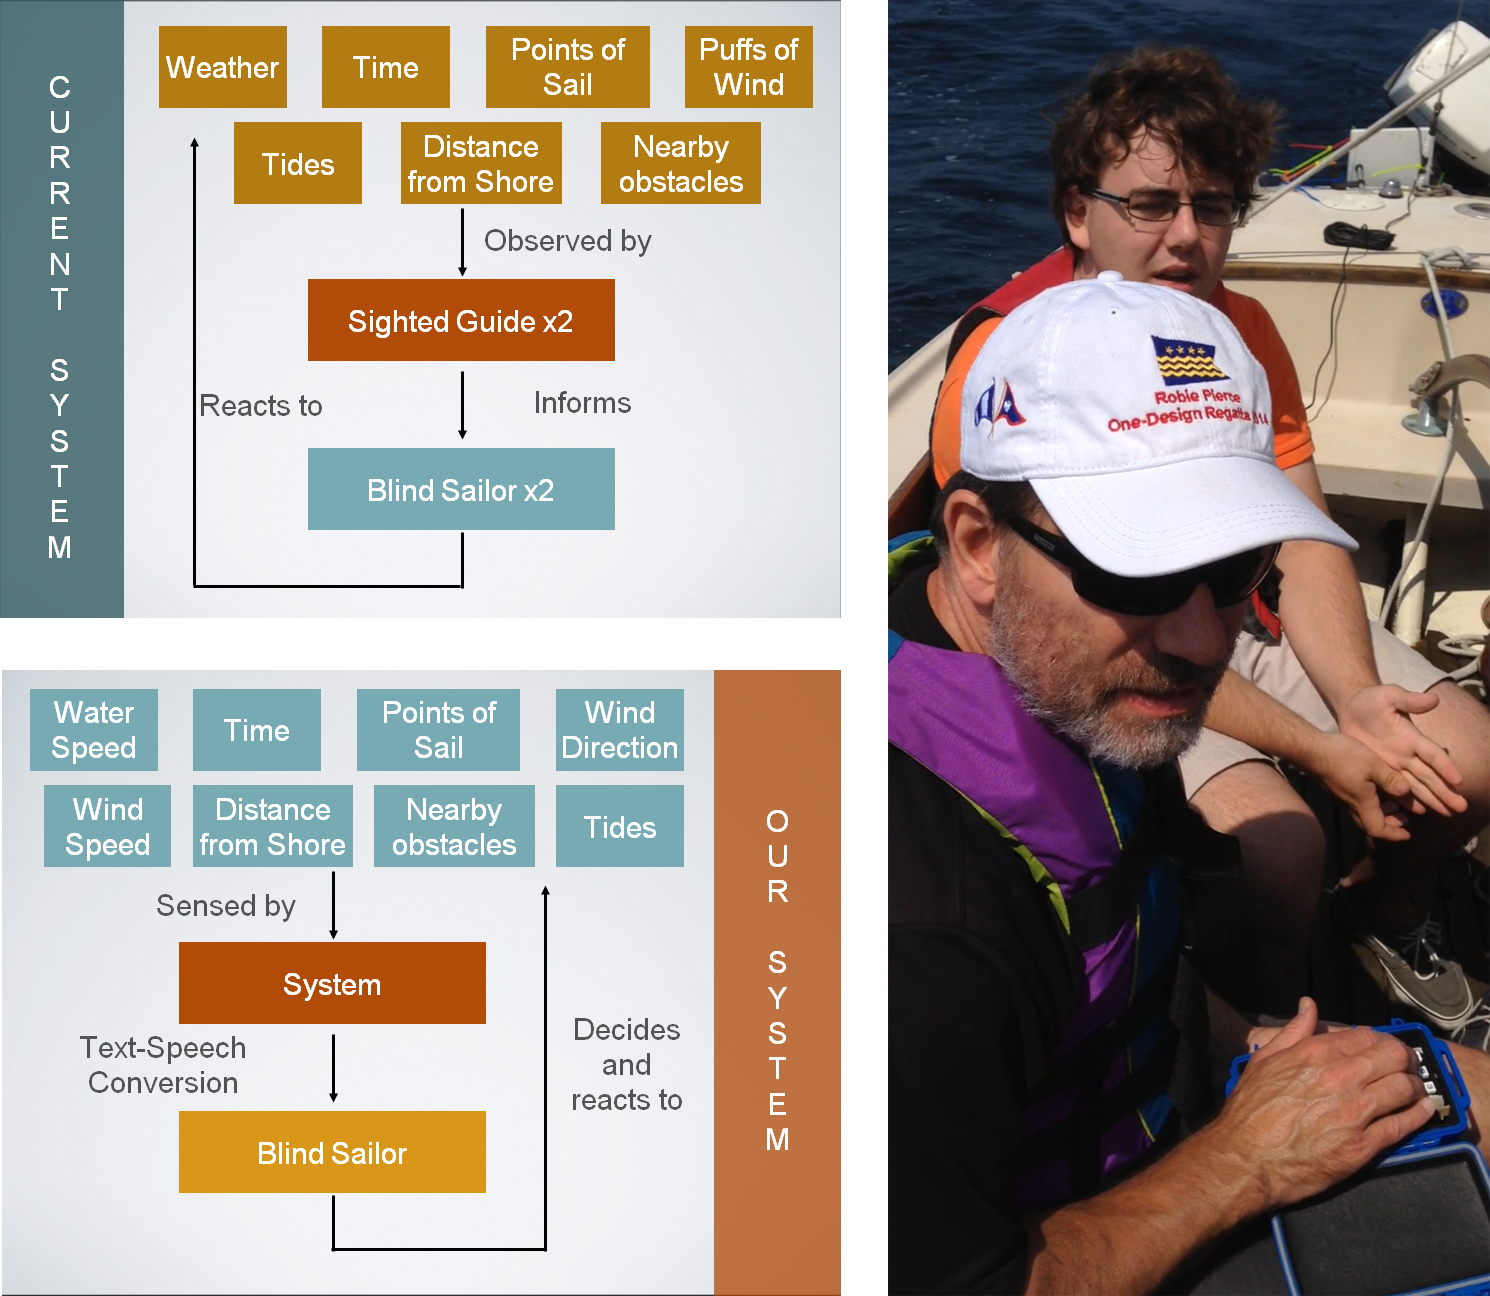 CURRENT SYSTEM
Weather
Time
Points of
Sail
Puffs of
Wind
Tides
Distance
from Shore
Nearby
obstacles
Observed by
Sighted Guide x2
Reacts to
Informs
Blind Sailor x2
Water
Speed
Time
Points of
Sail
Wind
Direction
Wind
Speed
Distance
from Shore
Nearby
obstacles
Tides
Sensed by
System
Text-Speech
Conversion
Decides
and
reacts to
Blind Sailor
OUR SYSTEM
Robie Pierce
One-Design Regatta